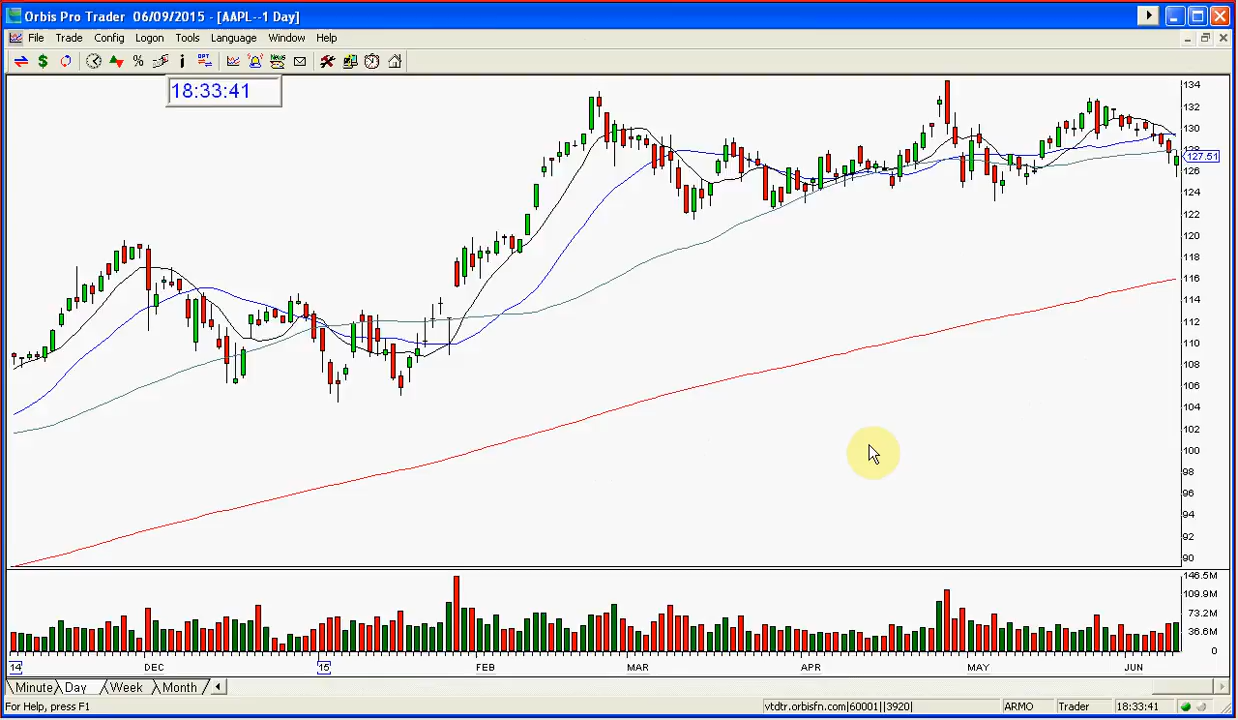 Orbis Pro Trader 06/09/2015 - [AAPL--1 Day]
File Trade Config Logon Tools Language Window Help
18:33:41
134
132
130
128
127.51
126
124
122
120
118
116
114
112
110
108
106
104
102
100
98
96
94
92
90
146.5M
109.9M
73.2M
36.6M
0
14 DEC 15 FEB MAR APR MAY JUN
Minute Day Week Month
For Help, press F1 vtdtr.orbisfn.com|60001||3920| ARMO Trader 18:33:41